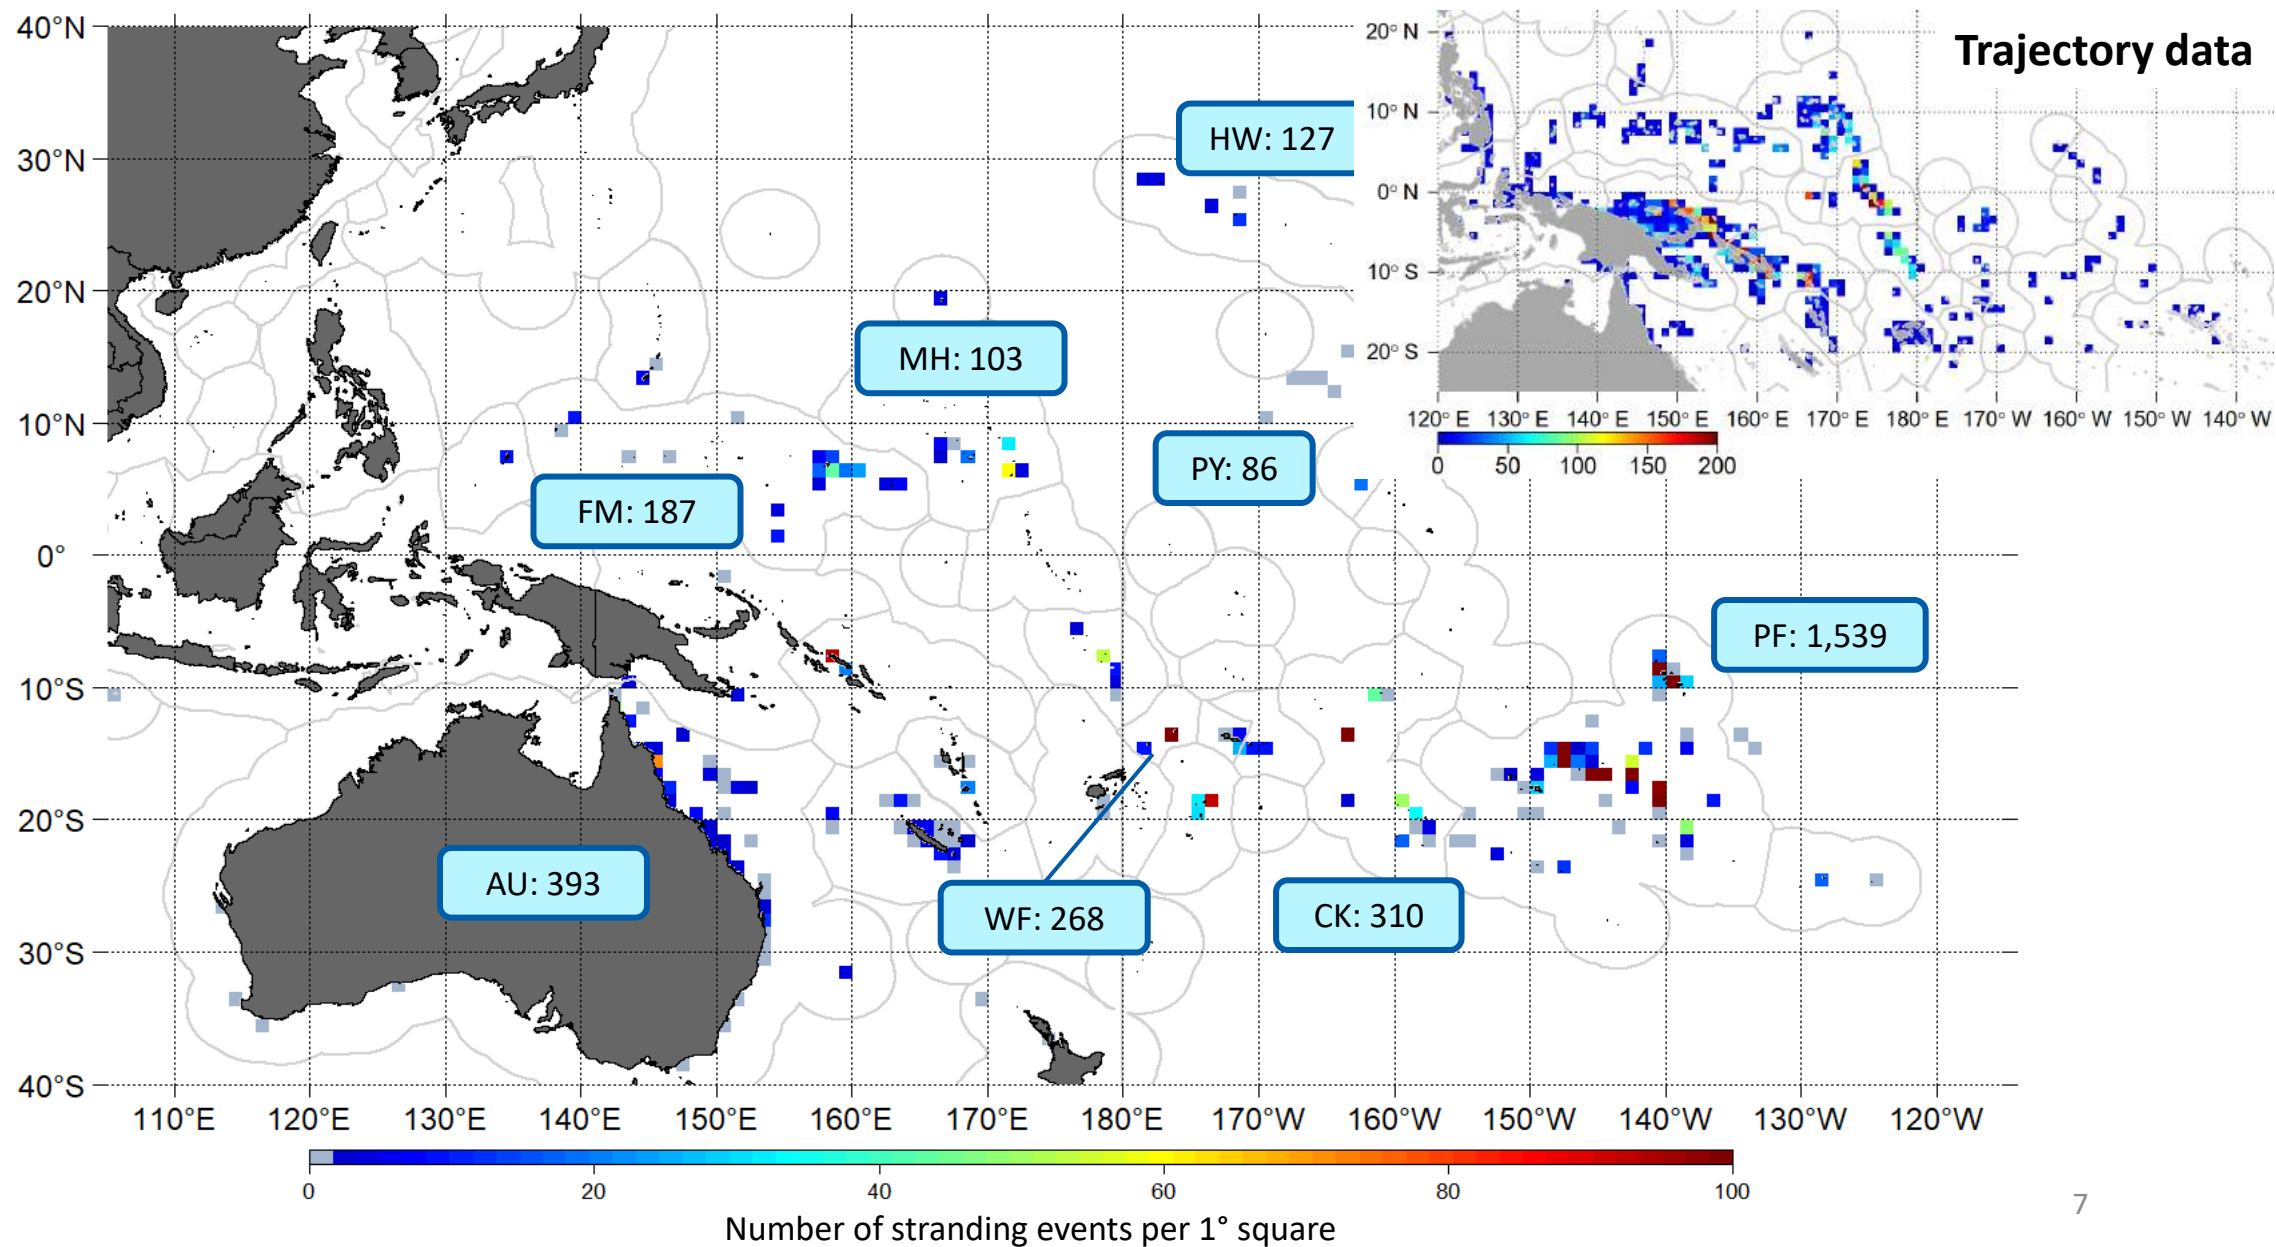 Trajectory data
40°N
30°N
20°N
10°N
0°
10°S
20°S
30°S
40°S
110°E 120°E 130°E 140°E 150°E 160°E 170°E 180°E 170°W 160°W 150°W 140°W 130°W 120°W
20° N
10° N
0° N
10° S
20° S
120° E 130° E 140° E 150° E 160° E 170° E 180° E 170° W 160° W 150° W 140° W
0 50 100 150 200
HW: 127
MH: 103
PY: 86
FM: 187
PF: 1,539
AU: 393
WF: 268
CK: 310
0 20 40 60 80 100
Number of stranding events per 1° square
7